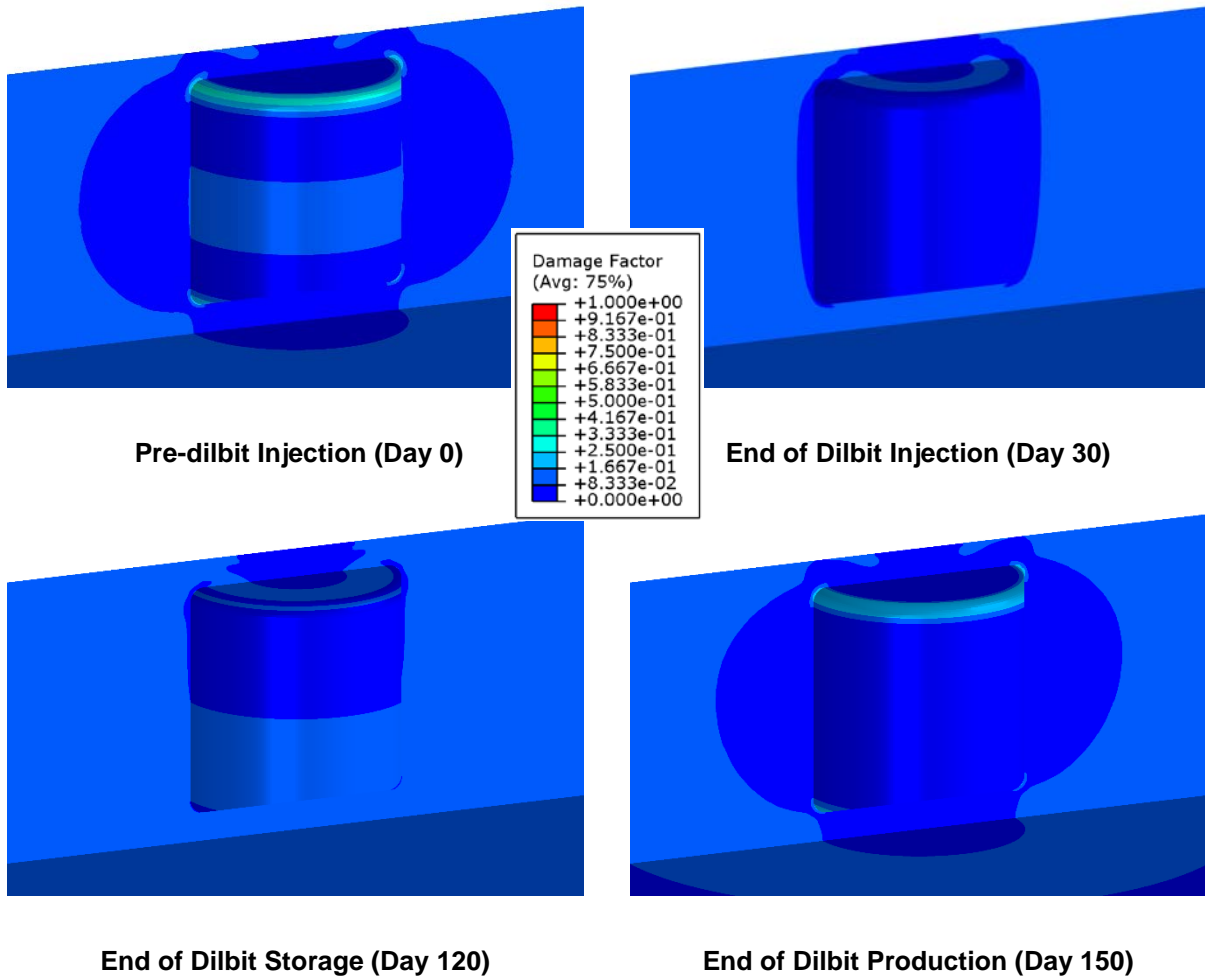 Damage Factor
(Avg: 75%)
+1.000e+00
+9.167e-01
+8.333e-01
+7.500e-01
+6.667e-01
+5.833e-01
+5.000e-01
+4.167e-01
+3.333e-01
+2.500e-01
+1.667e-01
+8.333e-02
+0.000e+00
Pre-dilbit Injection (Day 0)
End of Dilbit Injection (Day 30)
End of Dilbit Storage (Day 120)
End of Dilbit Production (Day 150)